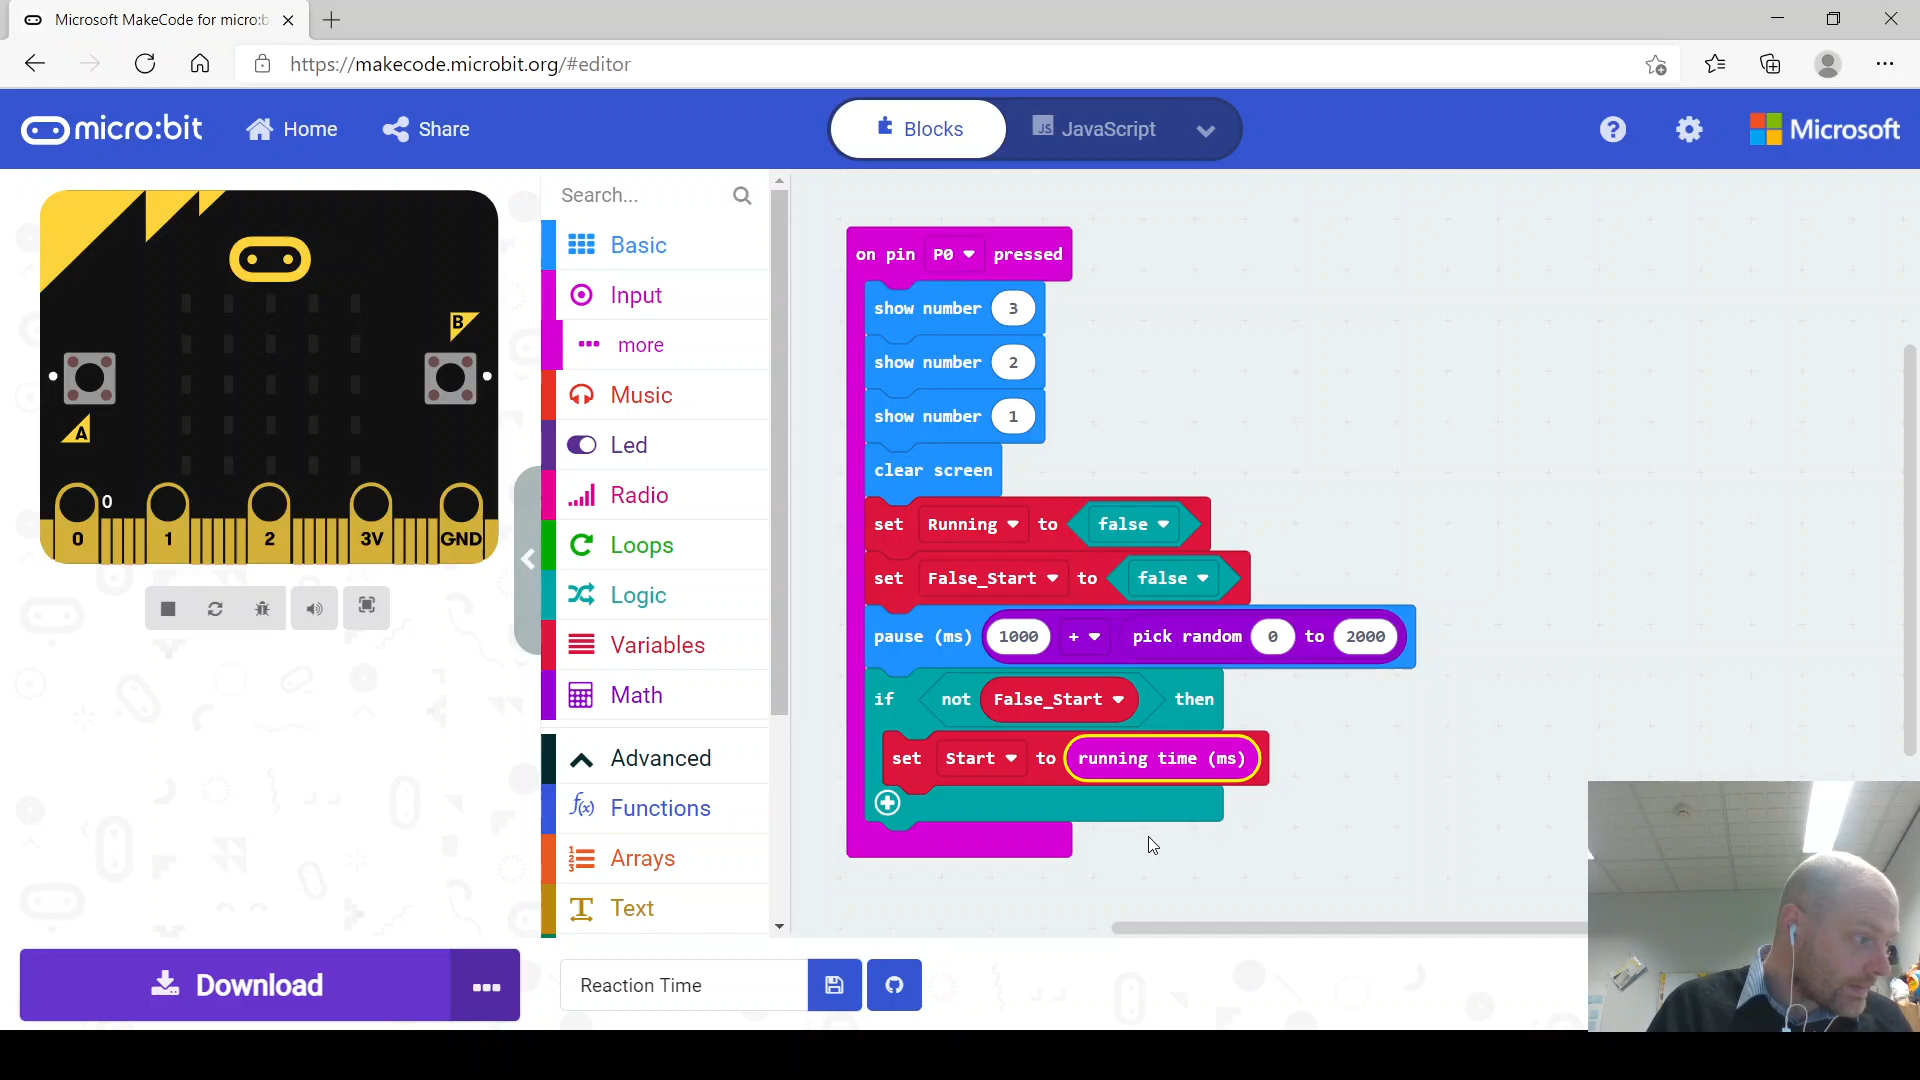 Microsoft MakeCode for micro:b
https://makecode.microbit.org/#editor
micro:bit
Home
Share
Blocks
JS JavaScript
?
Microsoft
B
A
0
0
1
2
3V
GND
Search...
Basic
Input
more
Music
Led
Radio
Loops
Logic
Variables
Math
Advanced
f(x) Functions
Arrays
Text
on pin P0 pressed
show number 3
show number 2
show number 1
clear screen
set Running to false
set False_Start to false
pause (ms) 1000 + pick random 0 to 2000
if not False_Start then
set Start to running time (ms)
Download
Reaction Time